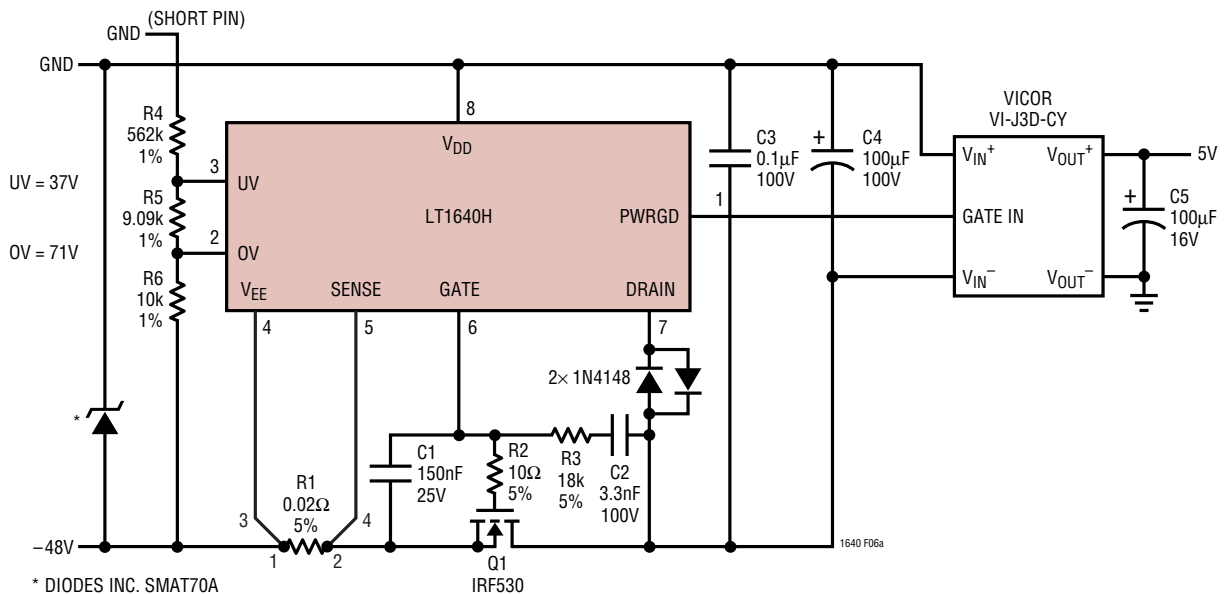 (SHORT PIN)
GND
GND
R4
562k
1%
UV = 37V
R5
9.09k
1%
OV = 71V
R6
10k
1%
3
2
8
VDD
UV
LT1640H
PWRGD
1
OV
VEE
SENSE
GATE
DRAIN
4
5
6
7
C3
0.1µF
100V
+
C4
100µF
100V
VICOR
VI-J3D-CY
VIN+
VOUT+
5V
GATE IN
+
C5
100µF
16V
VIN–
VOUT–
2× 1N4148
*
C1
150nF
25V
R2
10Ω
5%
R3
18k
5%
C2
3.3nF
100V
R1
0.02Ω
5%
3
4
–48V
1
2
Q1
IRF530
1640 F06a
* DIODES INC. SMAT70A